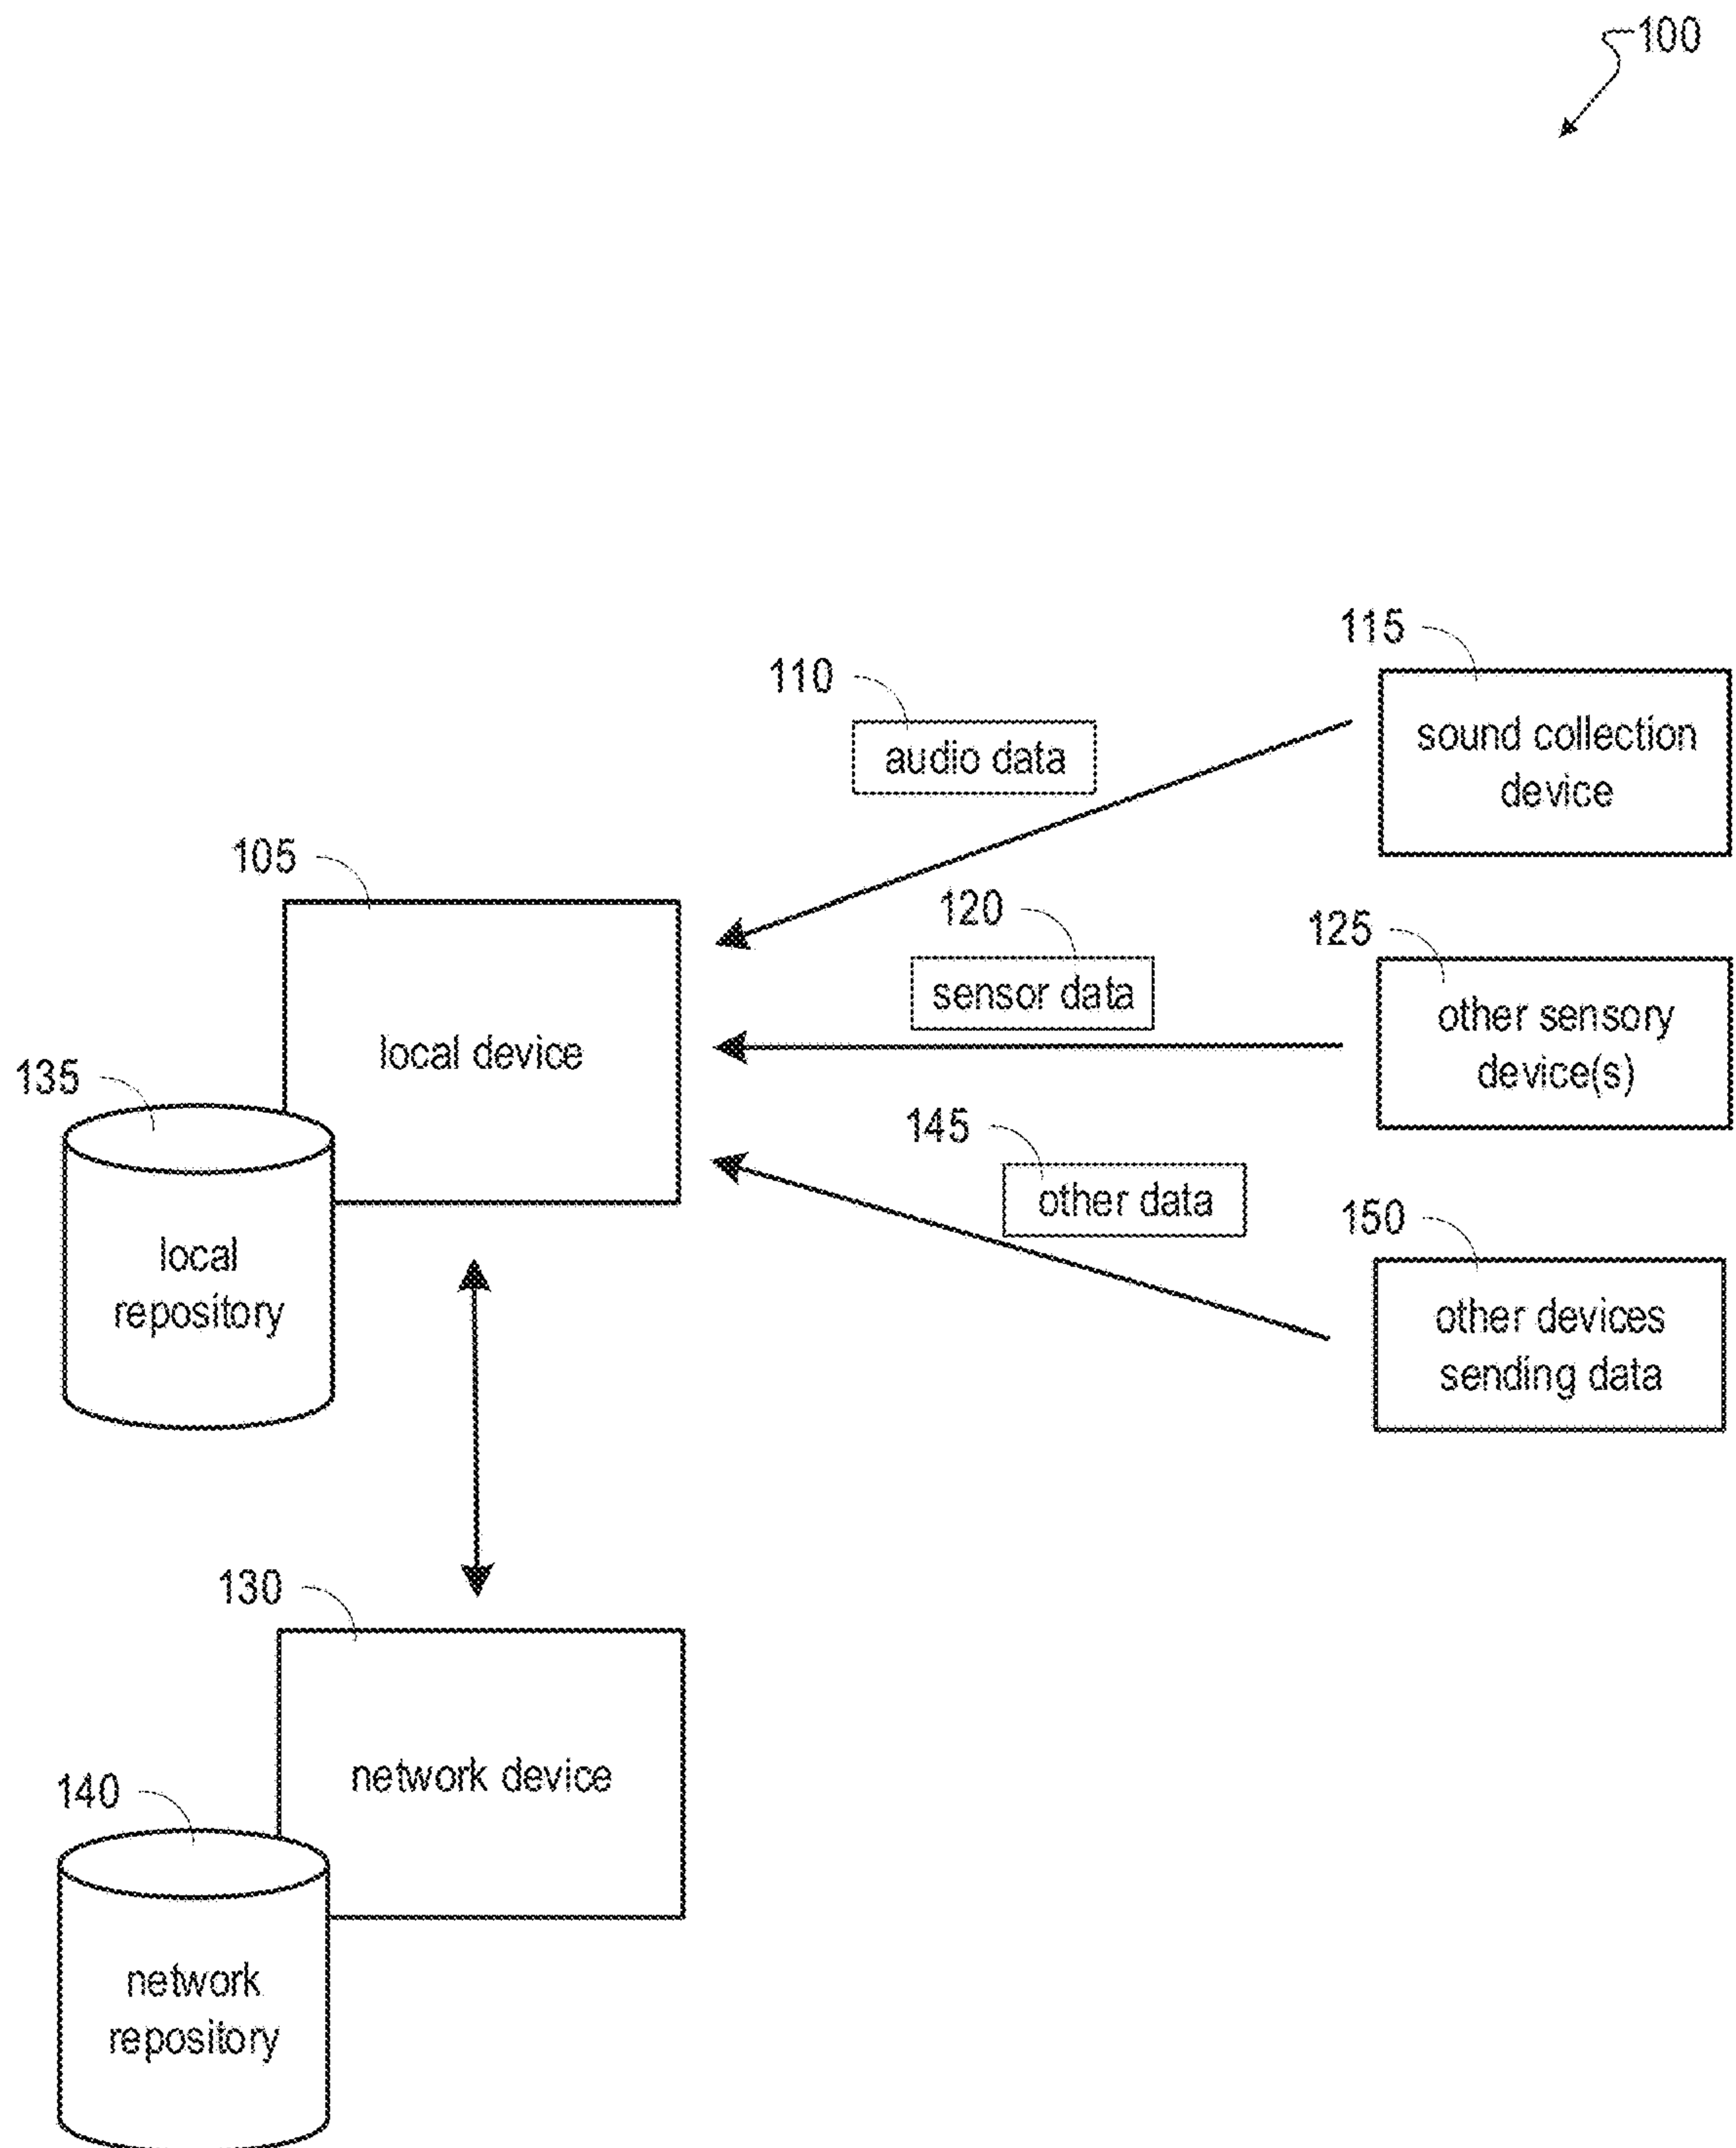 100
115
110
sound collection
device
audio data
105
120
125
sensor data
other sensory
device(s)
local device
135
145
other data
150
local
repository
other devices
sending data
130
network device
140
network
repository